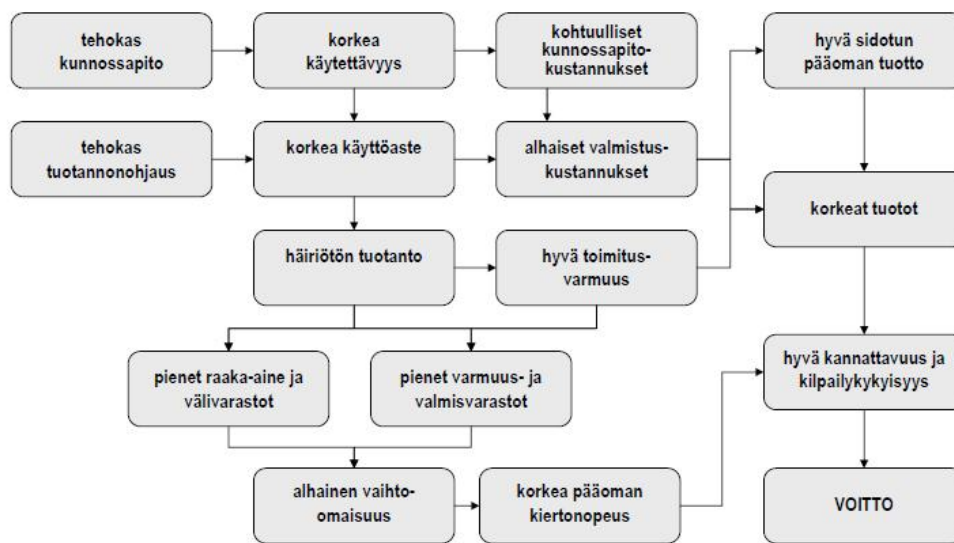 tehokas
kunnossapito
korkea
käytettävyys
kohtuulliset
kunnossapito-
kustannukset
hyvä sidotun
pääoman tuotto
tehokas
tuotannonohjaus
korkea käyttöaste
alhaiset valmistus-
kustannukset
korkeat tuotot
häiriötön tuotanto
hyvä toimitus-
varmuus
pienet raaka-aine ja
välivarastot
pienet varmuus- ja
valmisvarastot
hyvä kannattavuus ja
kilpailykykyisyys
alhainen vaihto-
omaisuus
korkea pääoman
kiertonopeus
VOITTO